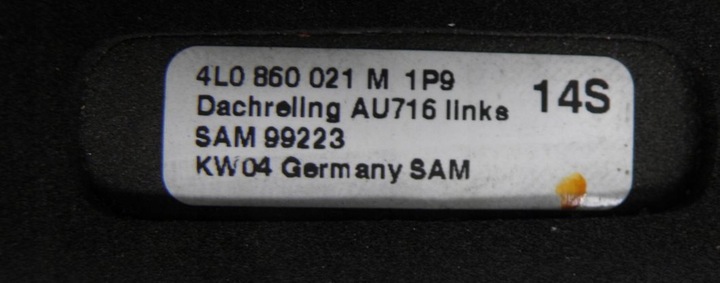 4L0 860 021 M 1P9
14S
Dachreling AU716 links
SAM 99223
KW04 Germany SAM